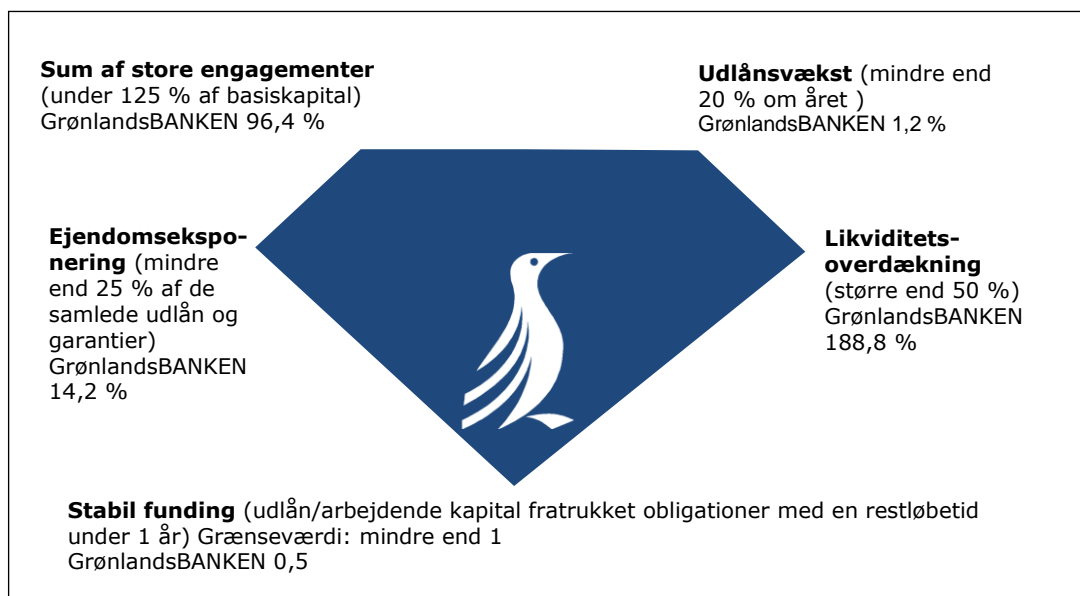 Sum af store engagementer
(under 125 % af basiskapital)
GrønlandsBANKEN 96,4 %
Udlånsvækst (mindre end
20 % om året )
GrønlandsBANKEN 1,2 %
Ejendomsekspo-
nering (mindre
end 25 % af de
samlede udlån og
garantier)
GrønlandsBANKEN
14,2 %
Likviditets-
overdækning
(større end 50 %)
GrønlandsBANKEN
188,8 %
Stabil funding (udlån/arbejdende kapital fratrukket obligationer med en restløbetid
under 1 år) Grænseværdi: mindre end 1
GrønlandsBANKEN 0,5